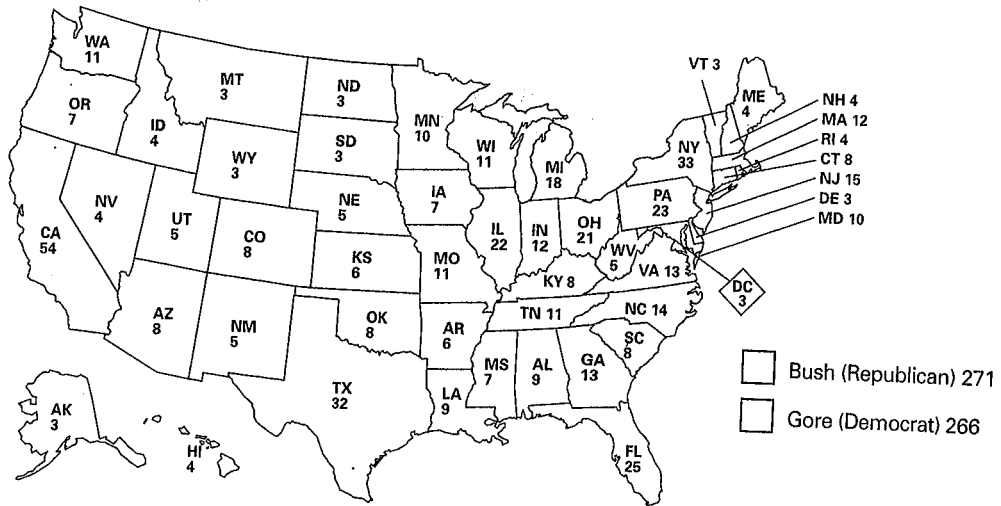 WA
11
OR
7
ID
4
MT
3
ND
3
MN
10
SD
3
WY
3
WI
11
MI
18
VT 3
ME
4
NH 4
MA 12
RI 4
CT 8
NJ 15
DE 3
MD 10
NY
33
PA
23
NV
4
UT
5
CA
54
CO
8
NE
5
IA
7
IL
22
IN
12
OH
21
WV
5
VA 13
DC
3
KS
6
MO
11
KY 8
AZ
8
NM
5
OK
8
AR
6
TN 11
NC 14
SC
8
TX
32
LA
9
MS
7
AL
9
GA
13
FL
25
AK
3
HI
4
Bush (Republican) 271
Gore (Democrat) 266